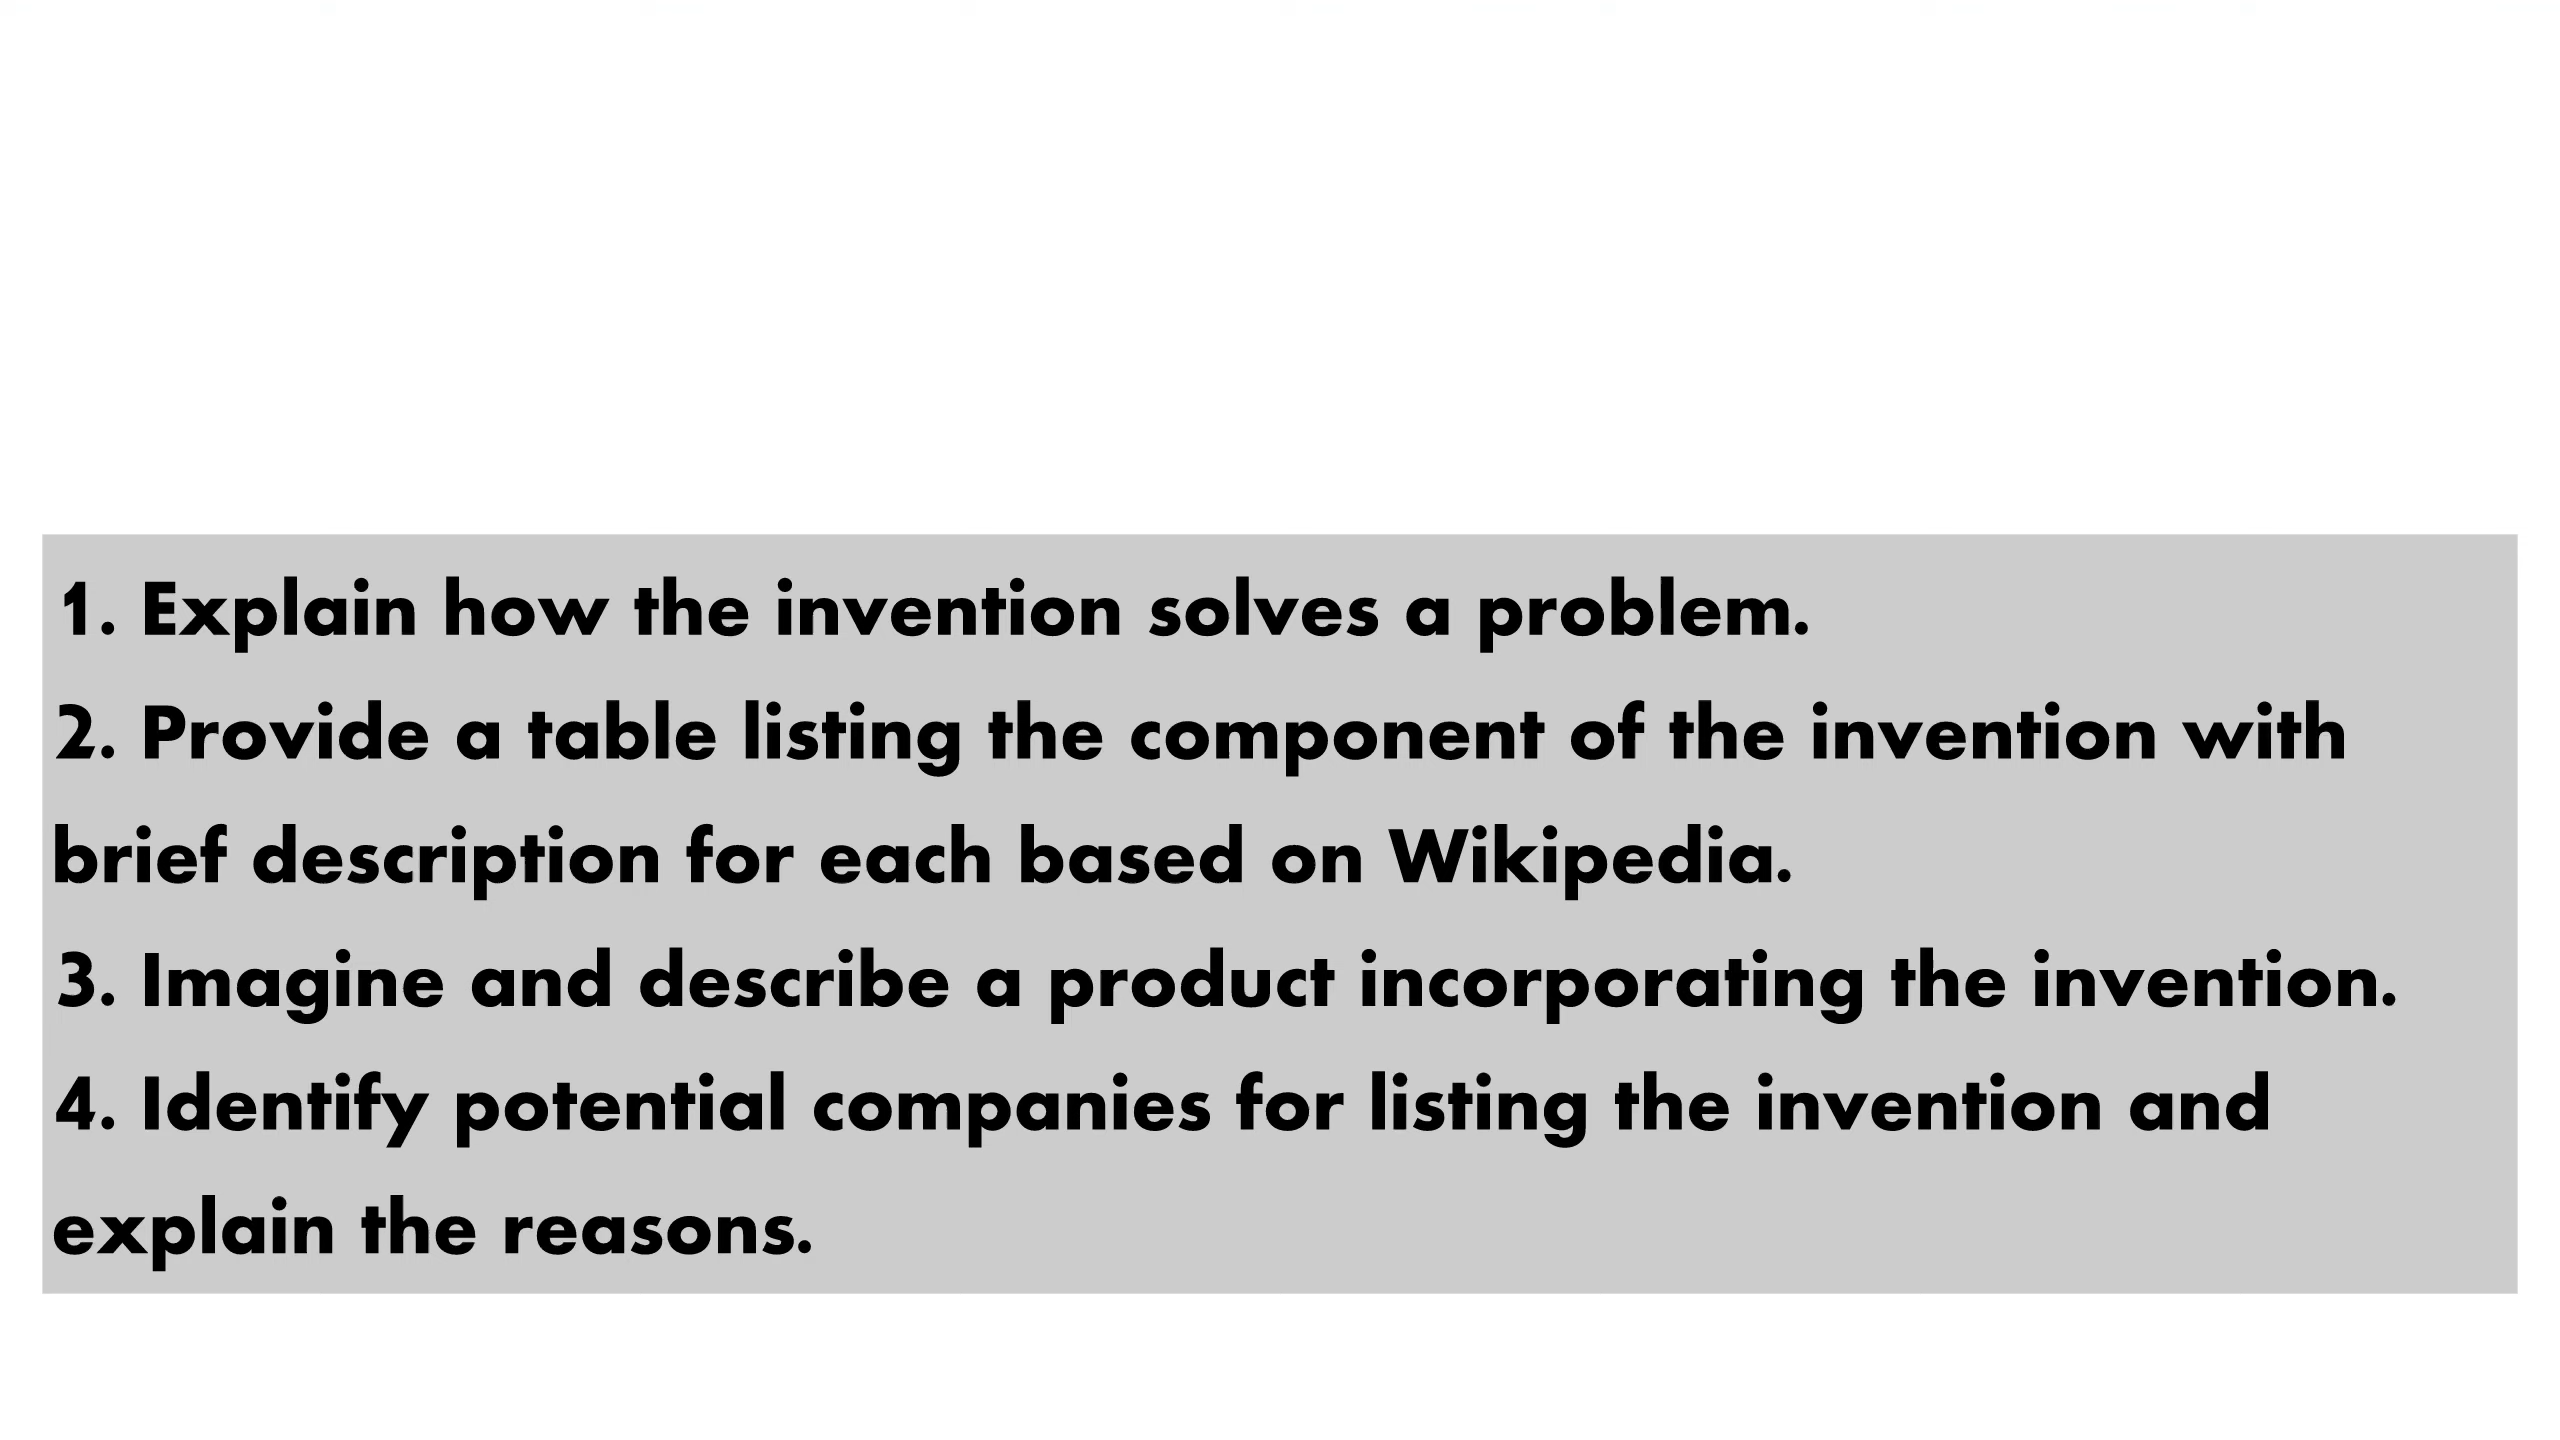 1. Explain how the invention solves a problem.
2. Provide a table listing the component of the invention with
brief description for each based on Wikipedia.
3. Imagine and describe a product incorporating the invention.
4. Identify potential companies for listing the invention and
explain the reasons.